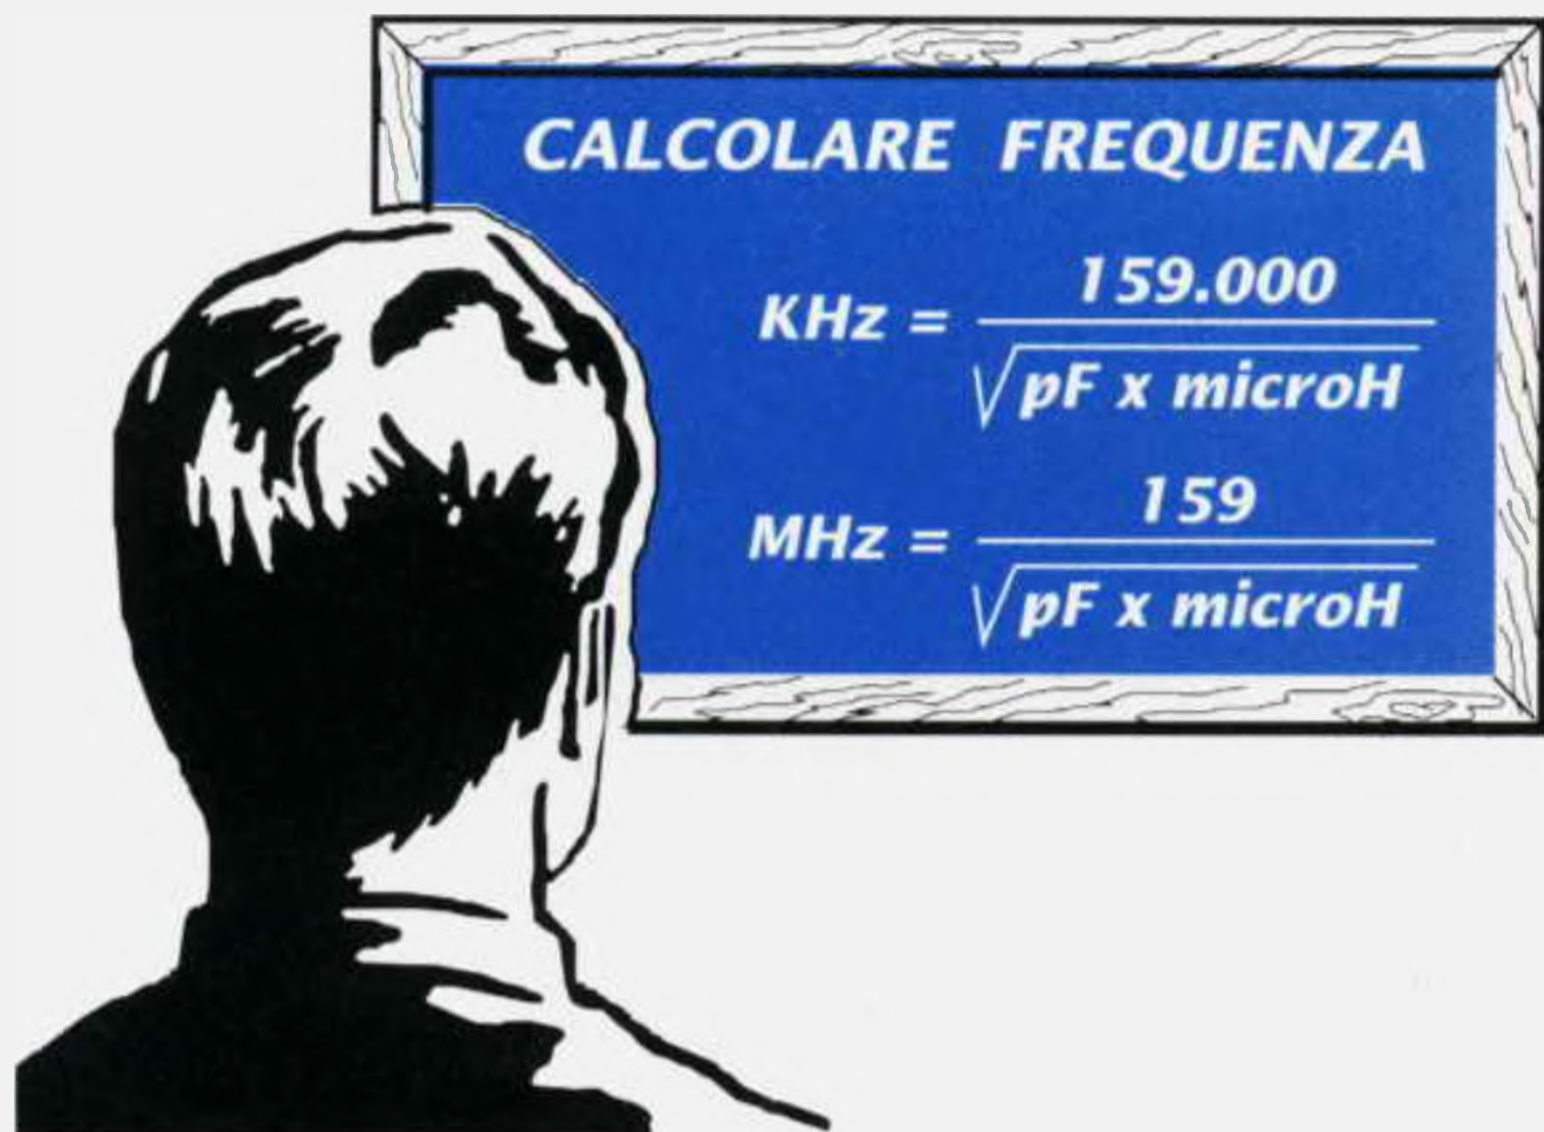 CALCOLARE FREQUENZA
159.000
KHz =
√pF x microH
159
MHz =
√pF x microH